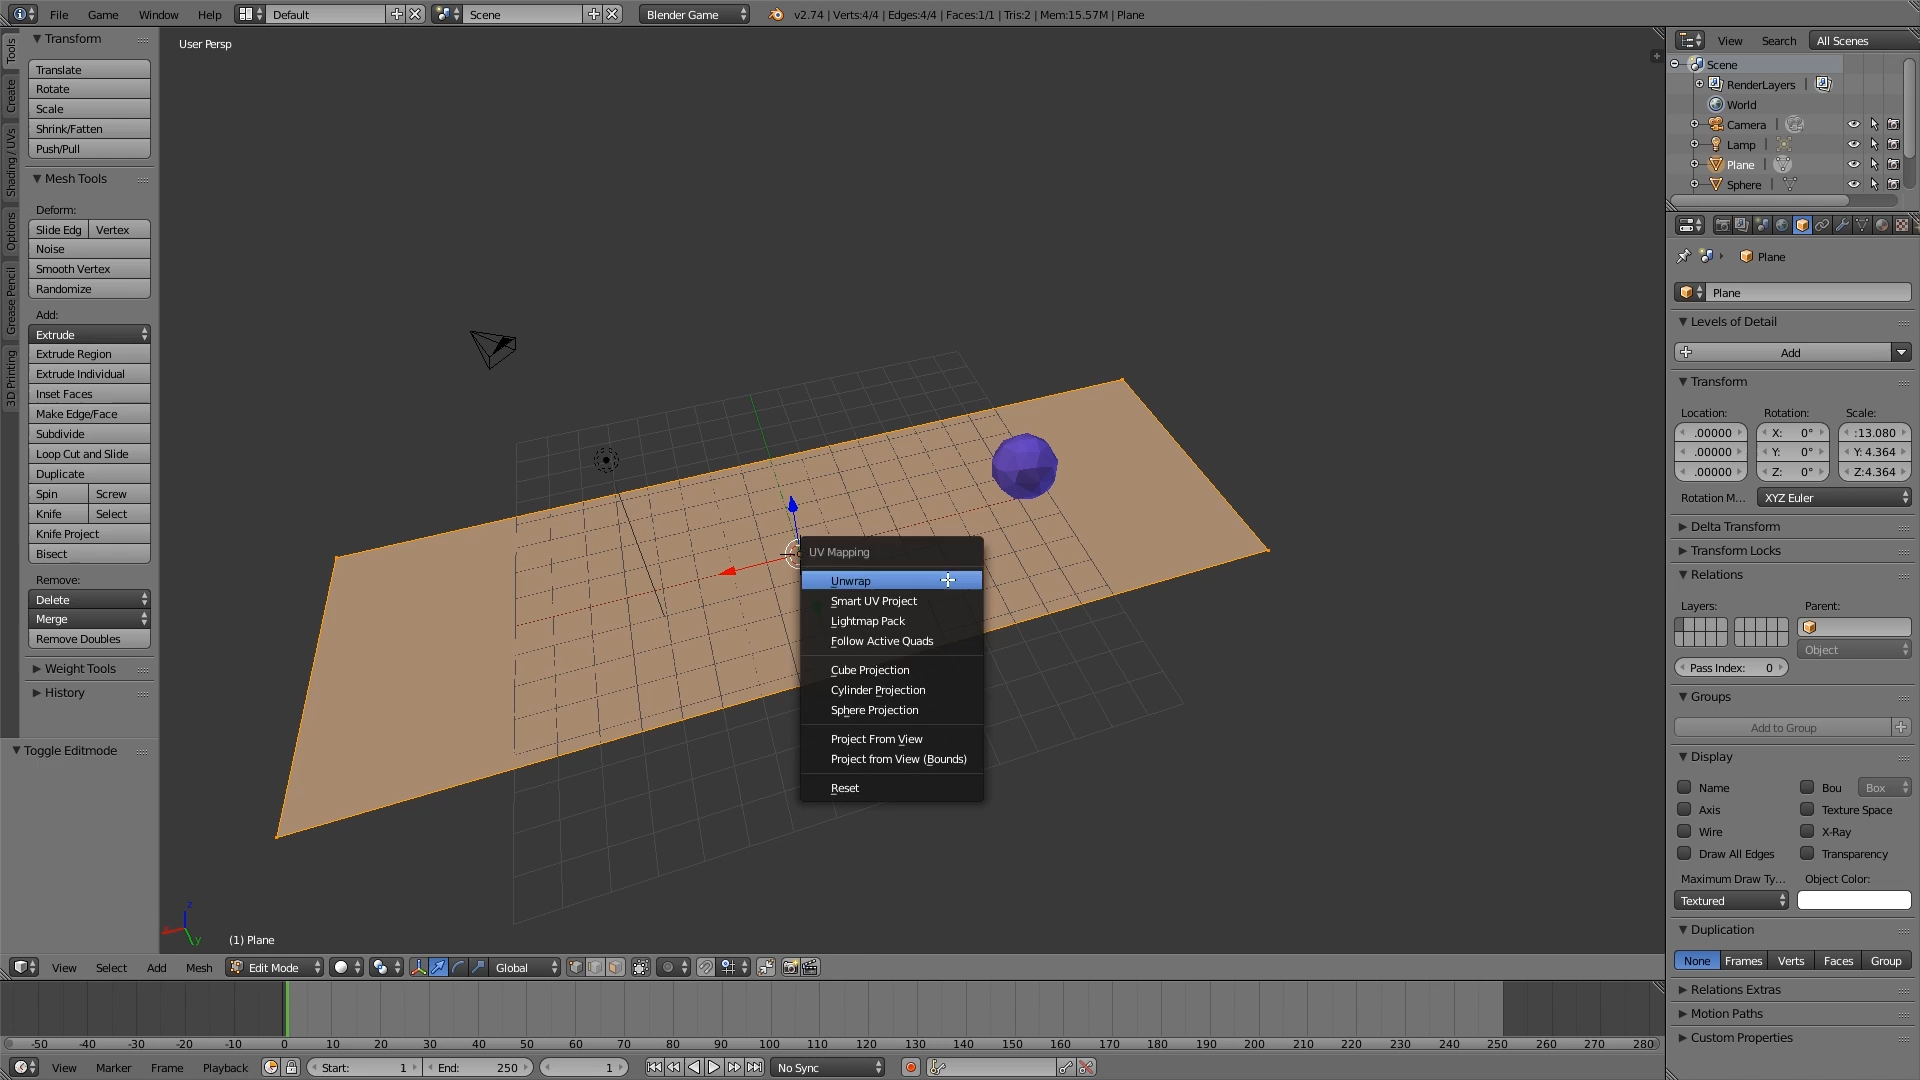 File Game Window Help Default Scene Blender Game v2.74 | Verts:4/4 | Edges:4/4 | Faces:1/1 | Tris:2 | Mem:15.57M | Plane
Tools
Create
Shading / UVs
Options
Grease Pencil
3D Printing
Transform
Translate
Rotate
Scale
Shrink/Fatten
Push/Pull
Mesh Tools
Deform:
Slide Edg Vertex
Noise
Smooth Vertex
Randomize
Add:
Extrude
Extrude Region
Extrude Individual
Inset Faces
Make Edge/Face
Subdivide
Loop Cut and Slide
Duplicate
Spin Screw
Knife Select
Knife Project
Bisect
Remove:
Delete
Merge
Remove Doubles
Weight Tools
History
Toggle Editmode
User Persp
UV Mapping
Unwrap
Smart UV Project
Lightmap Pack
Follow Active Quads
Cube Projection
Cylinder Projection
Sphere Projection
Project From View
Project from View (Bounds)
Reset
z
y
(1) Plane
View Select Add Mesh Edit Mode Global
-50 -40 -30 -20 -10 0 10 20 30 40 50 60 70 80 90 100 110 120 130 140 150 160 170 180 190 200 210 220 230 240 250 260 270 280
View Marker Frame Playback Start: 1 End: 250 1 No Sync
View Search All Scenes
Scene
RenderLayers |
World
Camera |
Lamp |
Plane |
Sphere |
Plane
Plane
Levels of Detail
Add
Transform
Location: Rotation: Scale:
.00000 X: 0° :13.080
.00000 Y: 0° Y: 4.364
.00000 Z: 0° Z:4.364
Rotation M... XYZ Euler
Delta Transform
Transform Locks
Relations
Layers: Parent:
Object
Pass Index: 0
Groups
Add to Group
Display
Name Bou Box
Axis Texture Space
Wire X-Ray
Draw All Edges Transparency
Maximum Draw Ty... Object Color:
Textured
Duplication
None Frames Verts Faces Group
Relations Extras
Motion Paths
Custom Properties